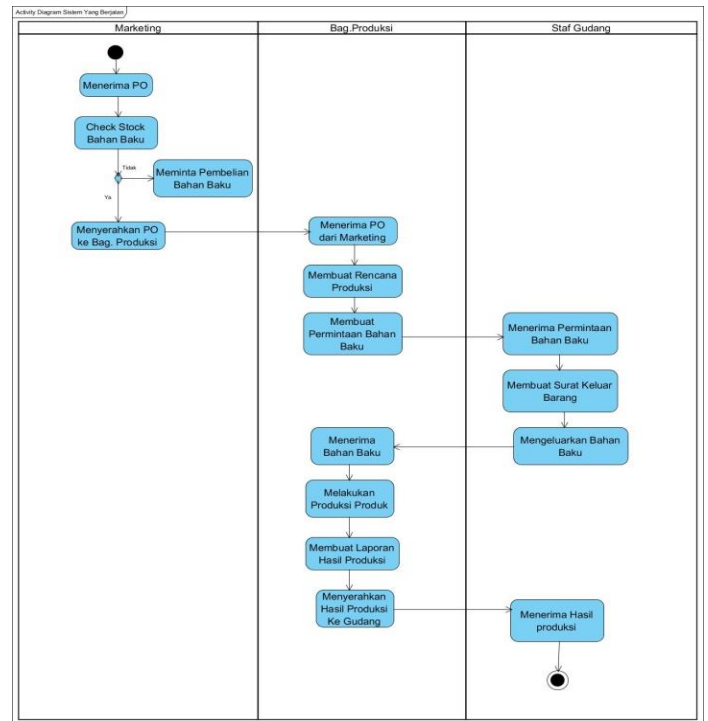 Activity Diagram Sistem Yang Berjalan
Marketing
Bag.Produksi
Staf Gudang
Menerima PO
Check Stock
Bahan Baku
Tidak
Meminta Pembelian
Bahan Baku
Ya
Menyerahkan PO
ke Bag. Produksi
Menerima PO
dari Marketing
Membuat Rencana
Produksi
Membuat
Permintaan Bahan
Baku
Menerima Permintaan
Bahan Baku
Membuat Surat Keluar
Barang
Mengeluarkan Bahan
Baku
Menerima
Bahan Baku
Melakukan
Produksi Produk
Membuat Laporan
Hasil Produksi
Menyerahkan
Hasil Produksi
Ke Gudang
Menerima Hasil
produksi